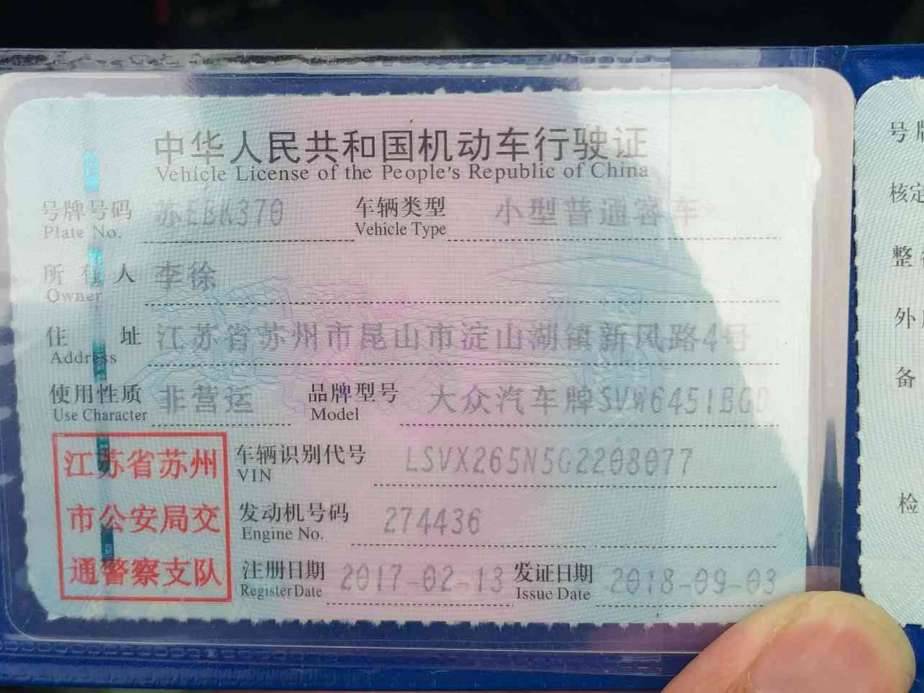 中华人民共和国机动车行驶证
Vehicle License of the People's Republic of China
号牌号码 苏EBK370 车辆类型 小型普通客车
Plate No. Vehicle Type
所有人 李徐
Owner
住址 江苏省苏州市昆山市淀山湖镇新风路4号
Address
使用性质 非营运 品牌型号 大众汽车牌SVW6451BGD
Use Character Model
江苏省苏州
市公安局交
通警察支队
车辆识别代号 LSVX265N5G2208077
VIN
发动机号码 274436
Engine No.
注册日期 2017-02-13 发证日期 2018-09-03
Register Date Issue Date
号牌
核定
整
外
备
检